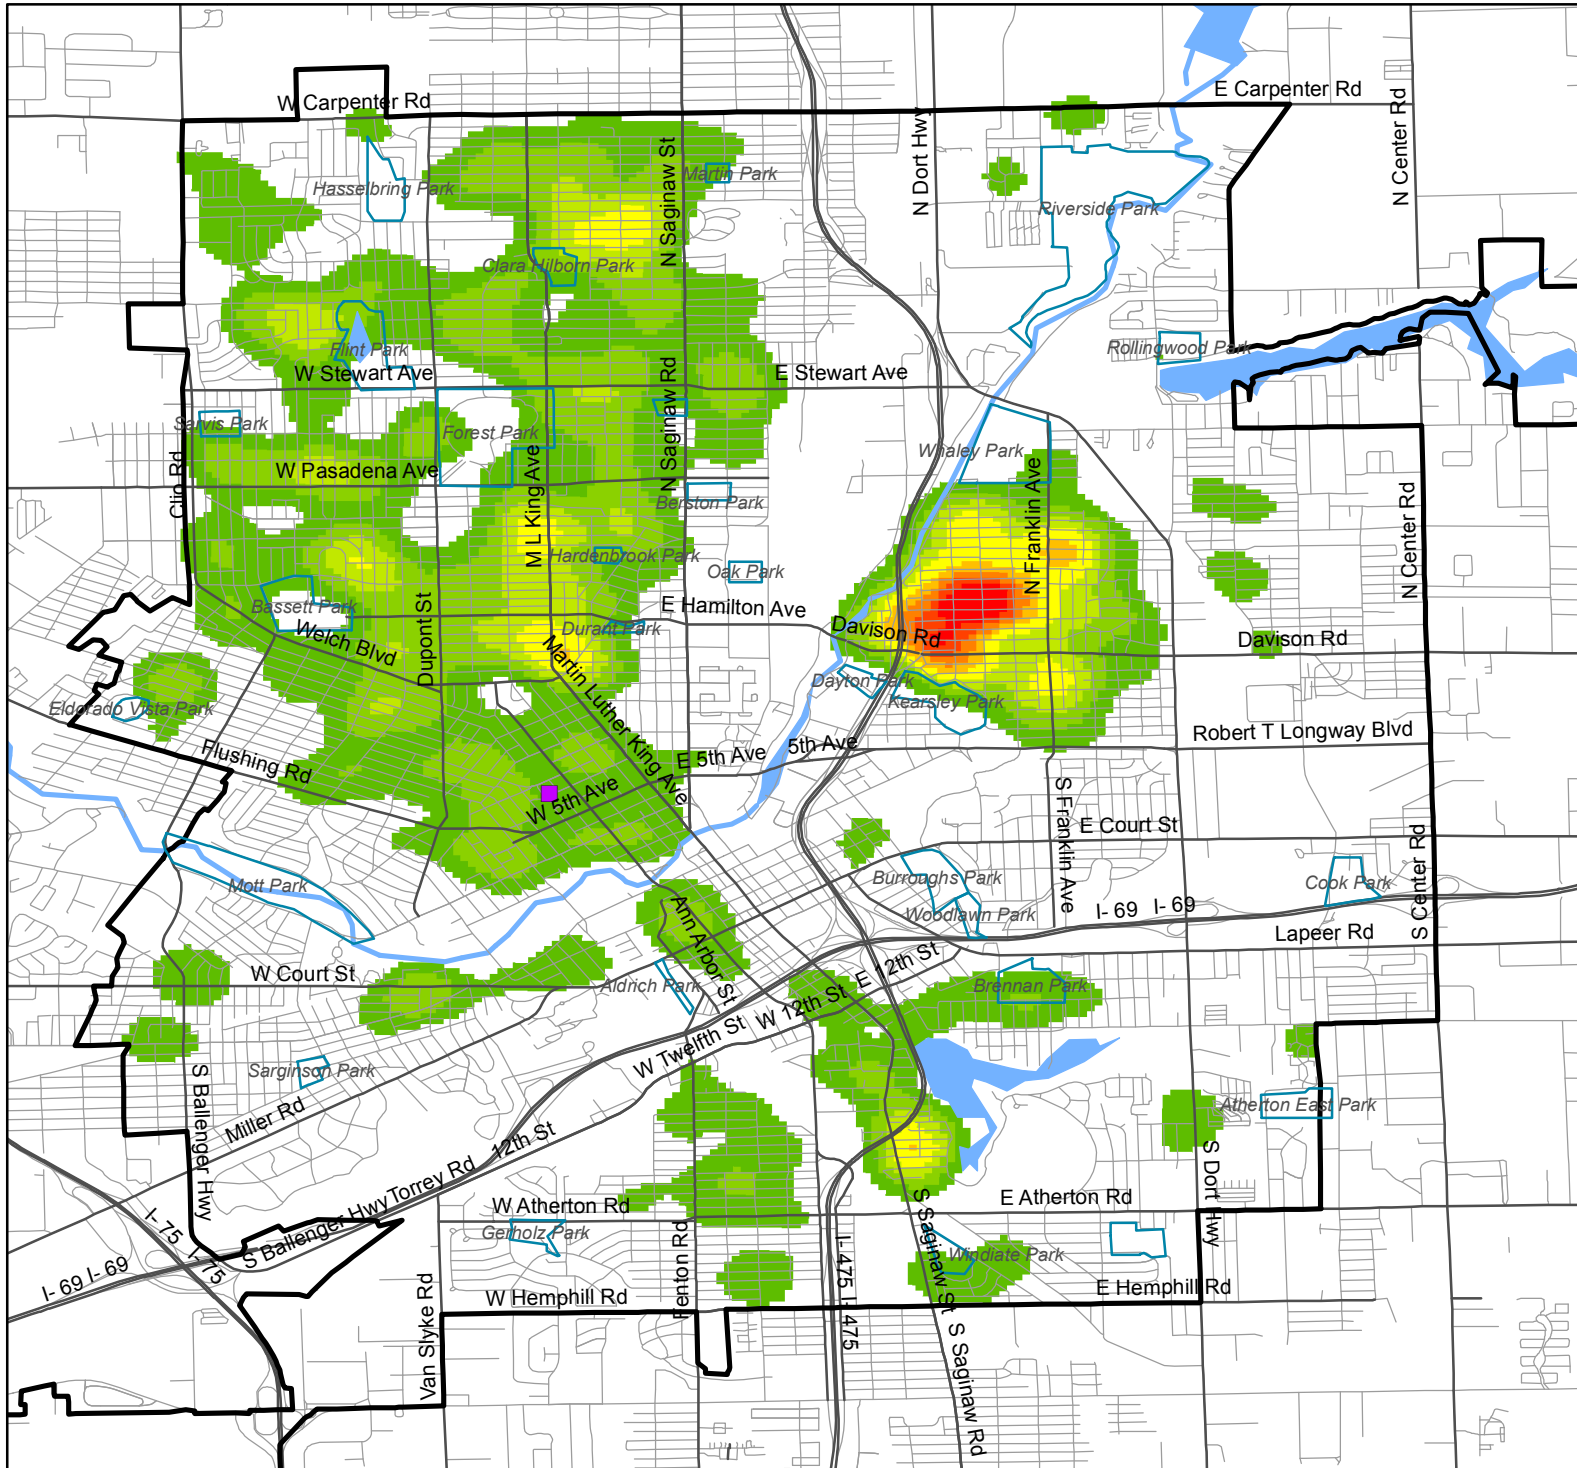 W Carpenter Rd
E Carpenter Rd
N Center Rd
N Dort Hwy
N Saginaw St
Martin Park
Hasselbring Park
Riverside Park
Clara Hilborn Park
Flint Park
Rollingwood Park
W Stewart Ave
E Stewart Ave
N Saginaw Rd
Sarvis Park
Forest Park
Whaley Park
W Pasadena Ave
Clio Rd
M L King Ave
Berston Park
N Franklin Ave
N Center Rd
Hardenbrook Park
Oak Park
Bassett Park
E Hamilton Ave
Dupont St
Durant Park
Welch Blvd
Davison Rd
Davison Rd
Martin Luther King Ave
Dayton Park
Kearsley Park
Eldorado Vista Park
Robert T Longway Blvd
Flushing Rd
E 5th Ave
5th Ave
W 5th Ave
S Franklin Ave
E Court St
S Center Rd
Mott Park
Burroughs Park
Cook Park
Woodlawn Park
I- 69
I- 69
Ann Arbor St
Lapeer Rd
W Court St
E 12th St
Aldrich Park
Brennan Park
W 12th St
W Twelfth St
Sarginson Park
Atherton East Park
S Ballenger Hwy
Miller Rd
12th St
S Dort Hwy
Torrey Rd
S Ballenger Hwy
W Atherton Rd
E Atherton Rd
Gerholz Park
S Saginaw St
Windiate Park
I- 75
I- 75
I- 69
I- 69
Fenton Rd
Van Slyke Rd
W Hemphill Rd
E Hemphill Rd
I- 475
I- 475
S Saginaw Rd